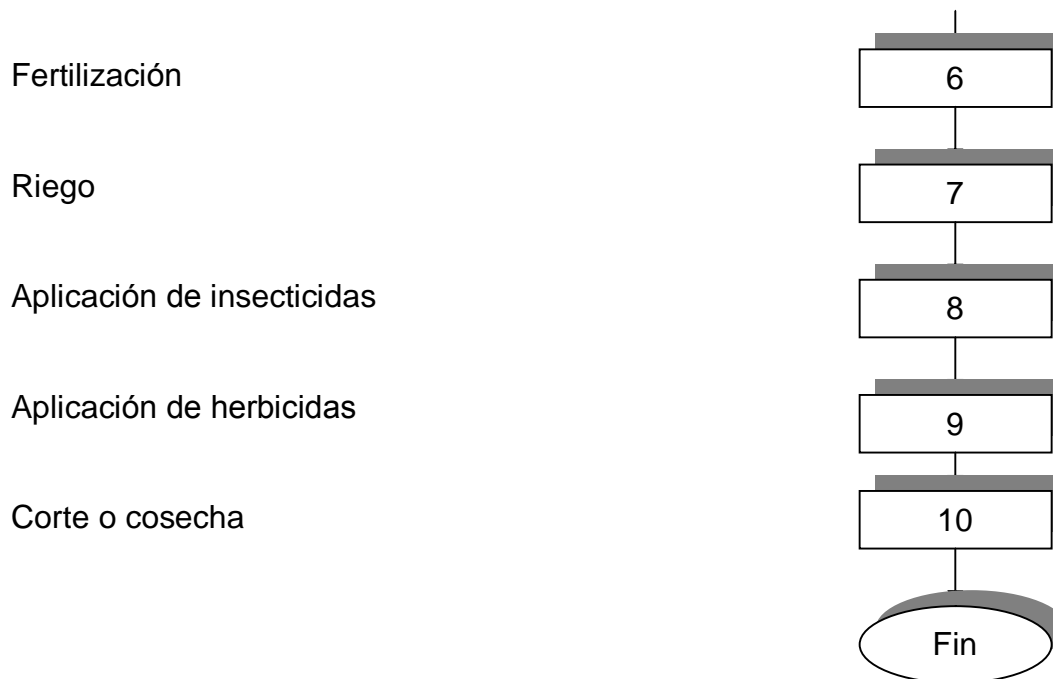 Fertilización 6
Riego 7
Aplicación de insecticidas 8
Aplicación de herbicidas 9
Corte o cosecha 10
Fin